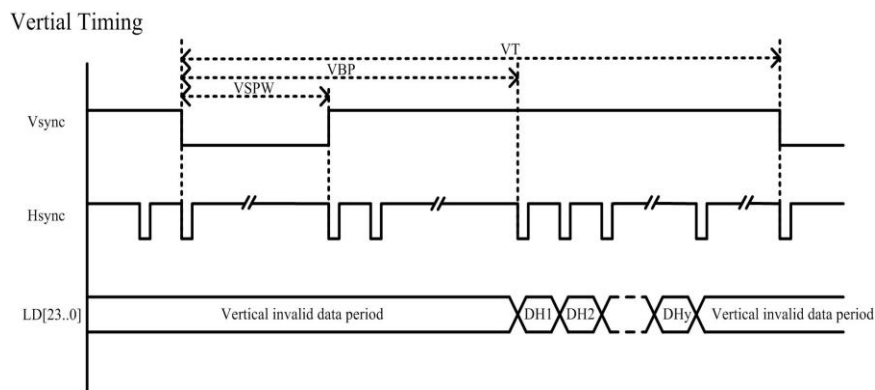 Vertial Timing
VT
VBP
VSPW
Vsync
Hsync
LD[23..0]
Vertical invalid data period
DH1
DH2
DHy
Vertical invalid data period